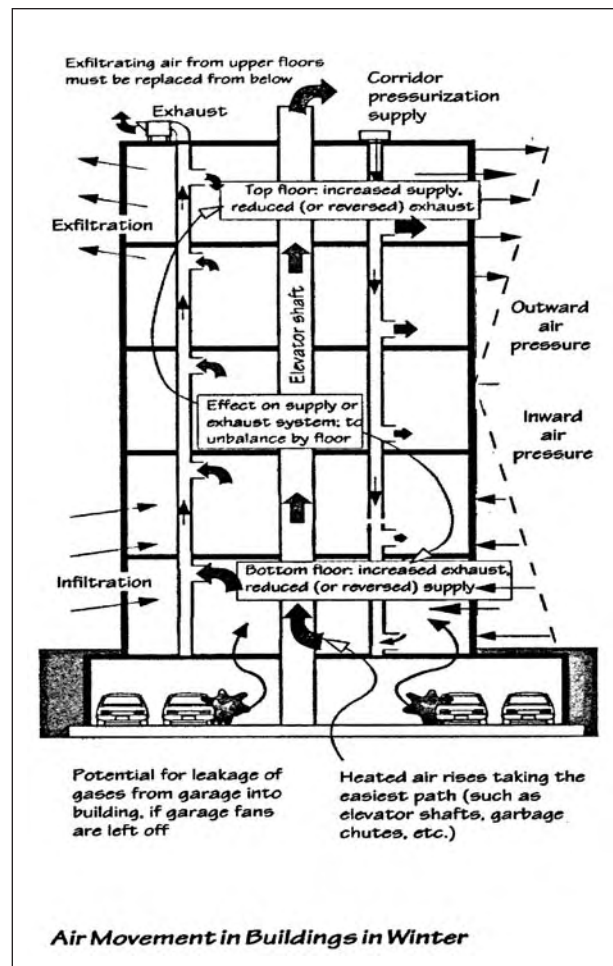 Exfiltrating air from upper floors
must be replaced from below
Corridor
pressurization
supply
Exhaust
Top floor: increased supply,
reduced (or reversed) exhaust
Exfiltration
Elevator shaft
Outward
air
pressure
Effect on supply or
exhaust system: to
unbalance by floor
Inward
air
pressure
Infiltration
Bottom floor: increased exhaust,
reduced (or reversed) supply
Potential for leakage of
gases from garage into
building, if garage fans
are left off
Heated air rises taking the
easiest path (such as
elevator shafts, garbage
chutes, etc.)
Air Movement in Buildings in Winter